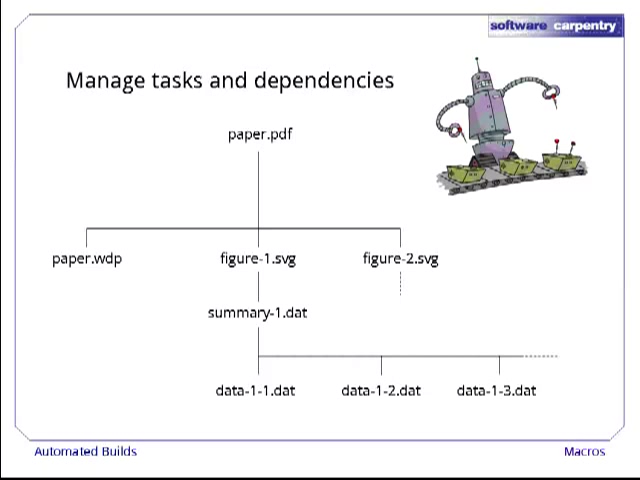 software carpentry
Manage tasks and dependencies
paper.pdf
paper.wdp figure-1.svg figure-2.svg
summary-1.dat
data-1-1.dat data-1-2.dat data-1-3.dat
Automated Builds Macros